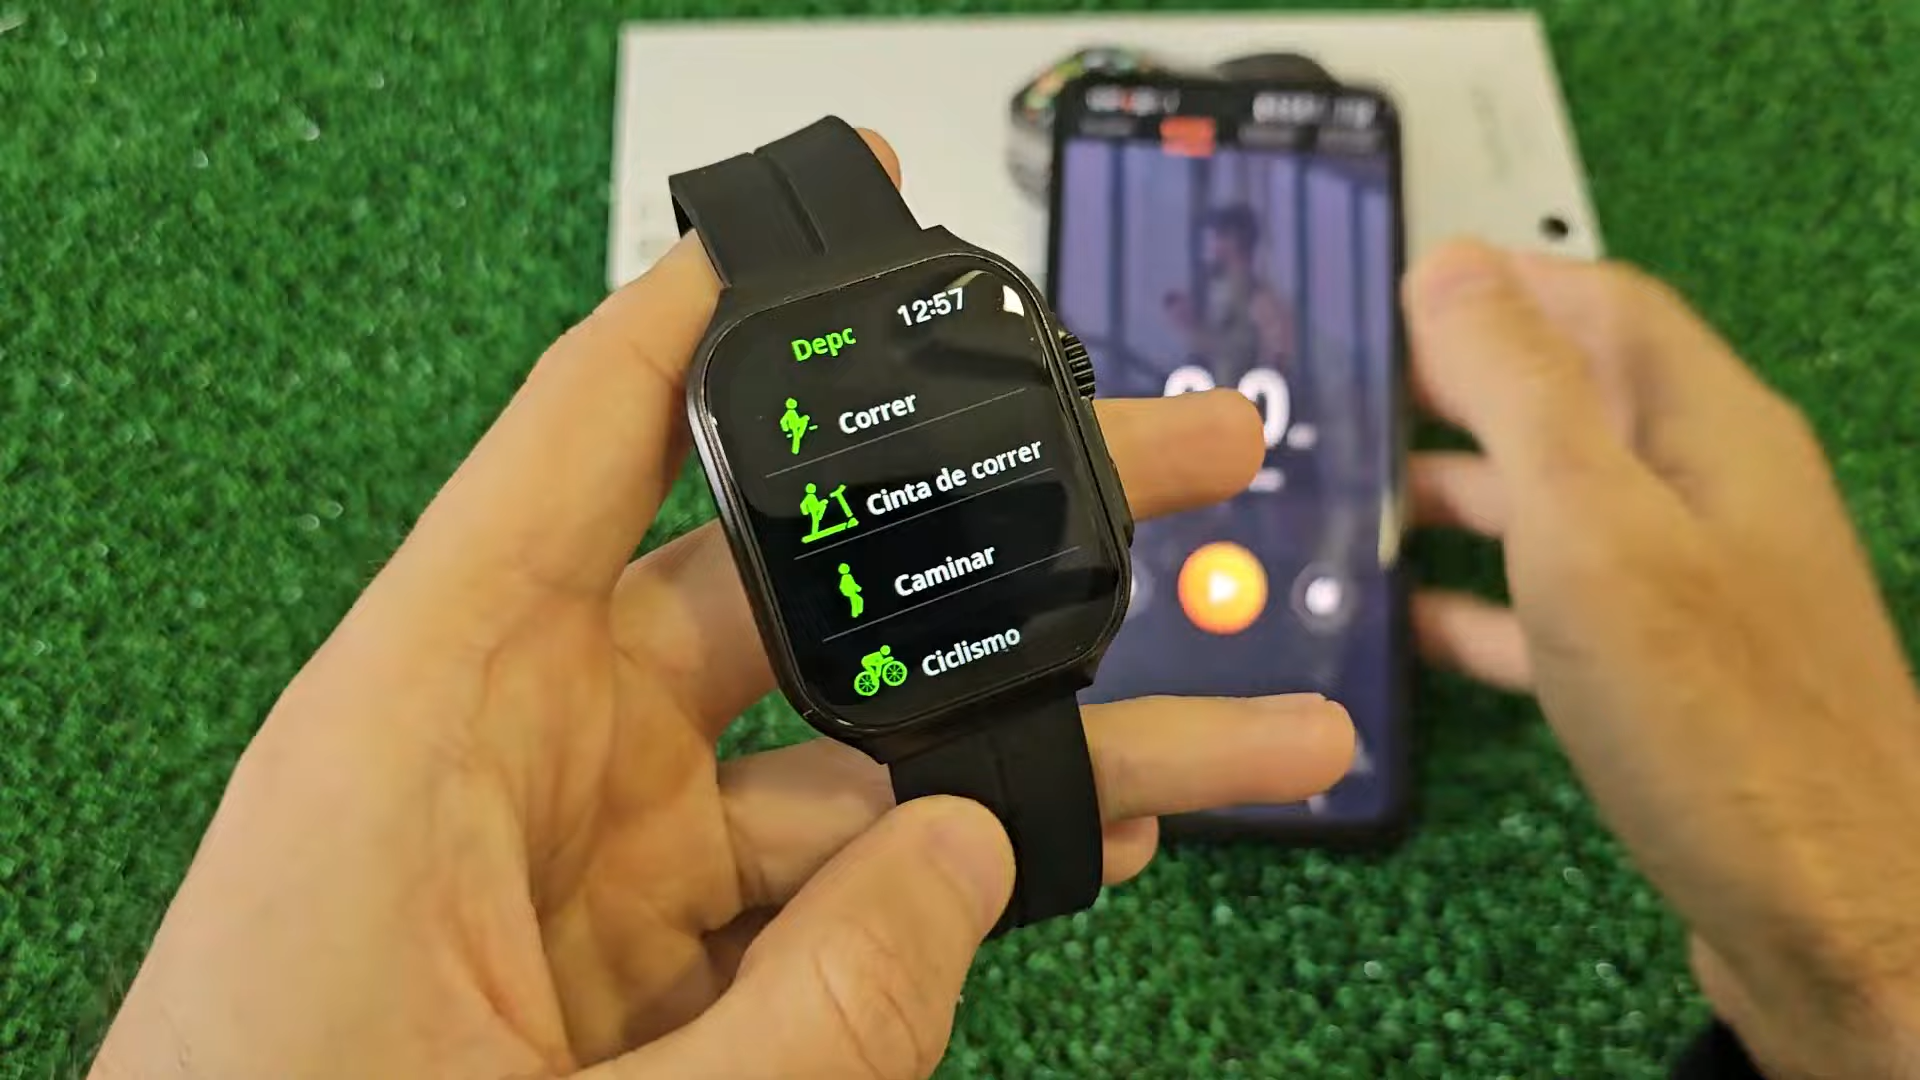 12:57
Depc
Correr
Cinta de correr
Caminar
Ciclismo